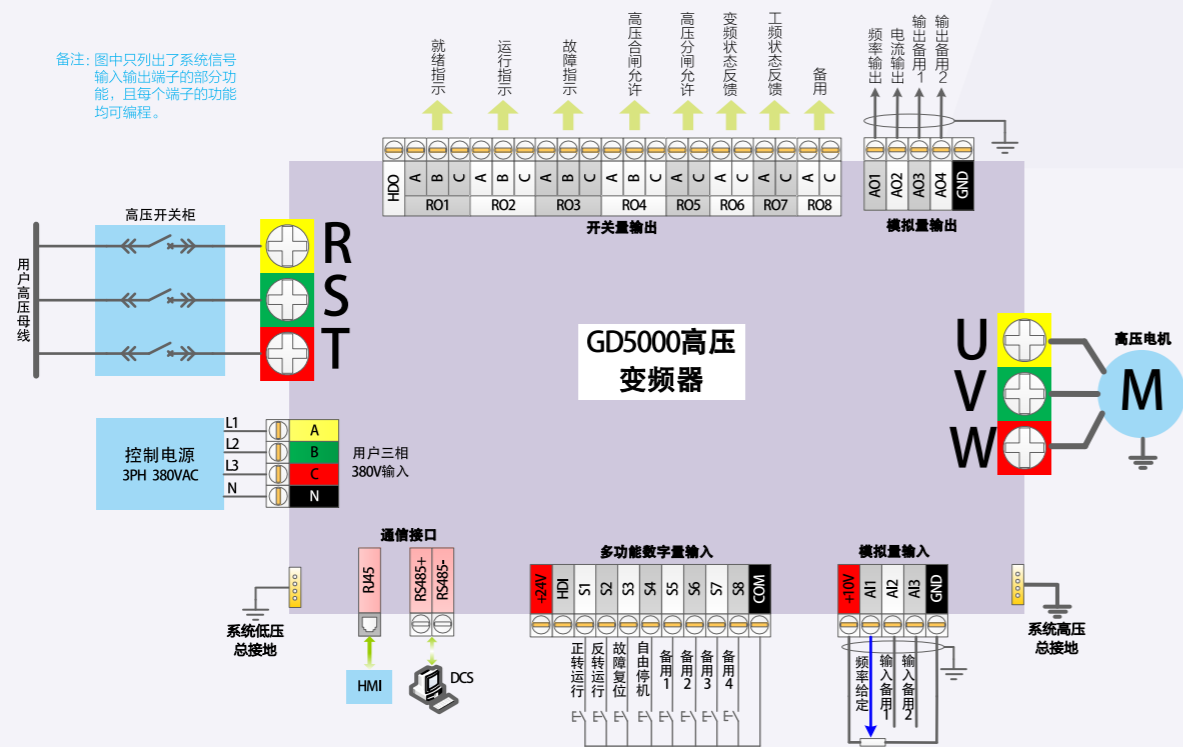 备注：图中只列出了系统信号
输入输出端子的部分功
能，且每个端子的功能
均可编程。
就绪指示
运行指示
故障指示
高压合闸允许
高压分闸允许
变频状态反馈
工频状态反馈
备用
频率输出
电流输出
输出备用1
输出备用2
HDO
A B C
A B C
A B C
A B C
A C
A C
A C
A C
RO1 RO2 RO3 RO4 RO5 RO6 RO7 RO8
开关量输出
AO1 AO2 AO3 AO4 GND
模拟量输出
高压开关柜
用户高压母线
R
S
T
GD5000高压
变频器
U
V
W
高压电机
M
控制电源
3PH 380VAC
L1
L2
L3
N
A
B
C
N
用户三相
380V输入
通信接口
RJ45
RS485+
RS485-
HMI
DCS
系统低压
总接地
多功能数字量输入
+24V HDI S1 S2 S3 S4 S5 S6 S7 S8 COM
正转运行
反转运行
故障复位
自由停机
备用1
备用2
备用3
备用4
模拟量输入
+10V AI1 AI2 AI3 GND
频率给定
输入备用1
输入备用2
系统高压
总接地